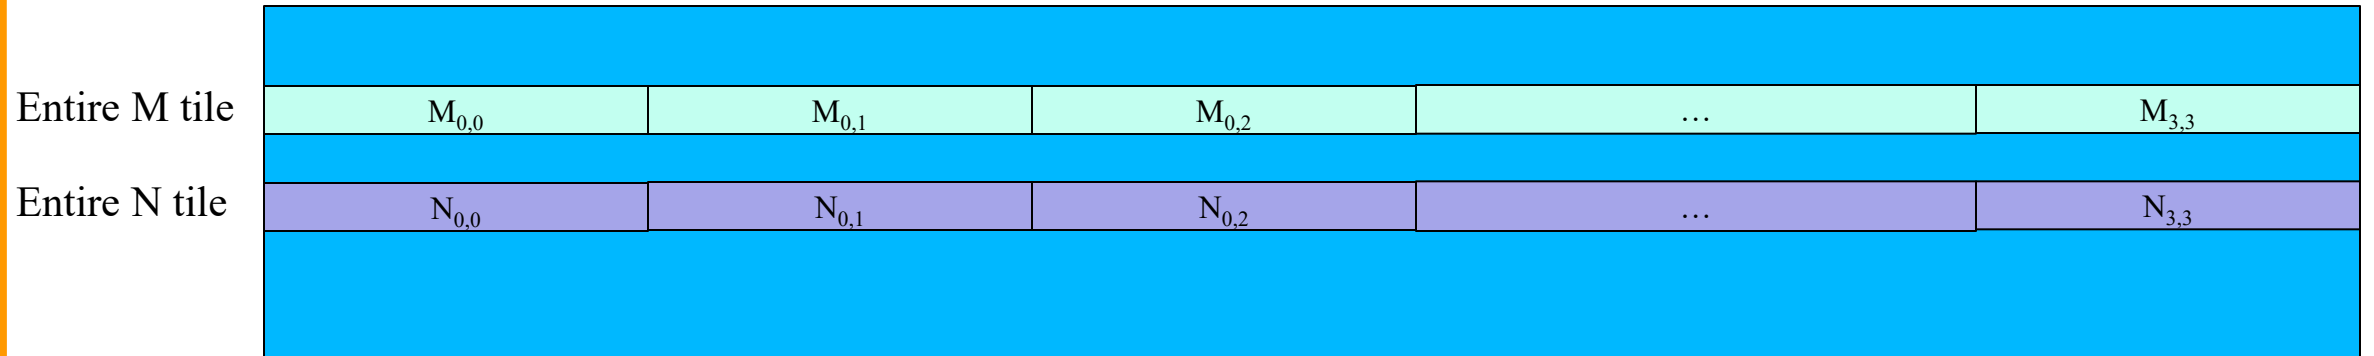 Entire M tile M0,0 M0,1 M0,2 … M3,3
Entire N tile N0,0 N0,1 N0,2 … N3,3